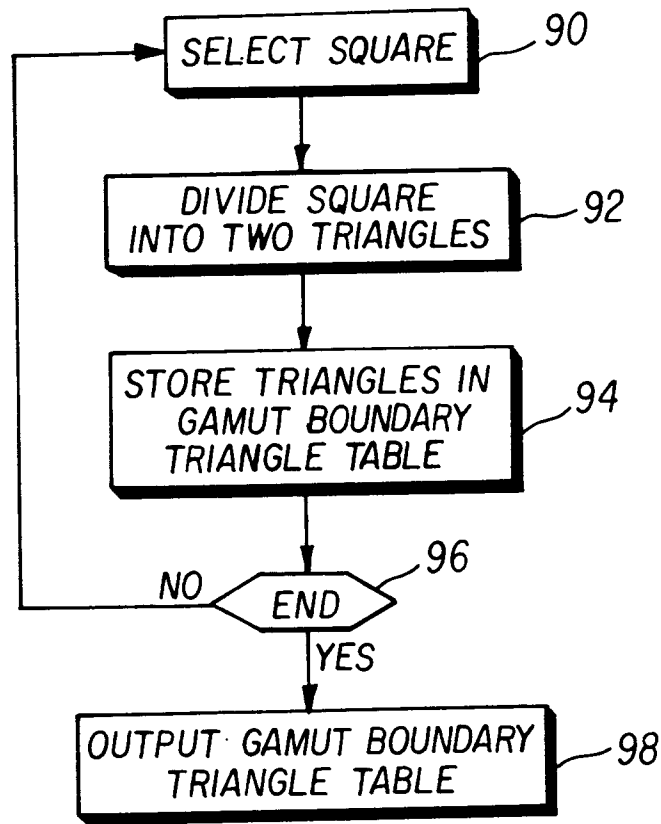 SELECT SQUARE
90
DIVIDE SQUARE
INTO TWO TRIANGLES
92
STORE TRIANGLES IN
GAMUT BOUNDARY
TRIANGLE TABLE
94
96
NO
END
YES
OUTPUT GAMUT BOUNDARY
TRIANGLE TABLE
98